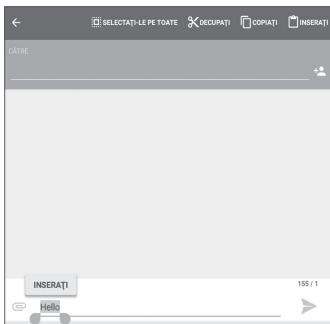 SELECTAȚI-LE PE TOATE DECUPAȚI COPIAȚI INSERAȚI
CĂTRE
INSERAȚI
155 / 1
Hello